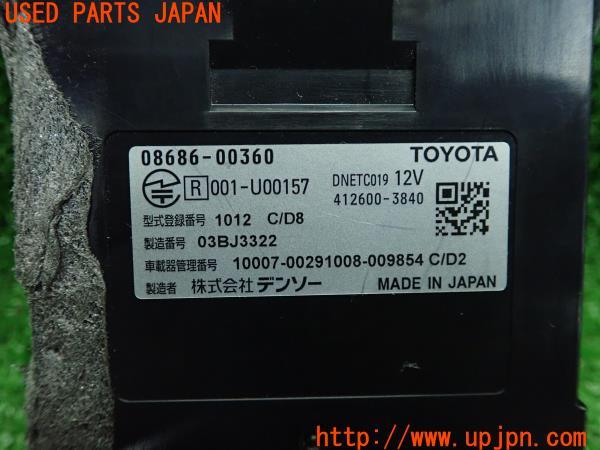 USED PARTS JAPAN
08686-00360 TOYOTA
R 001-U00157 DNETC019 12V
412600-3840
型式登録番号 1012 C/D8
製造番号 03BJ3322
車載器管理番号 10007-00291008-009854 C/D2
製造者 株式会社デンソー MADE IN JAPAN
http://www.upjpn.com